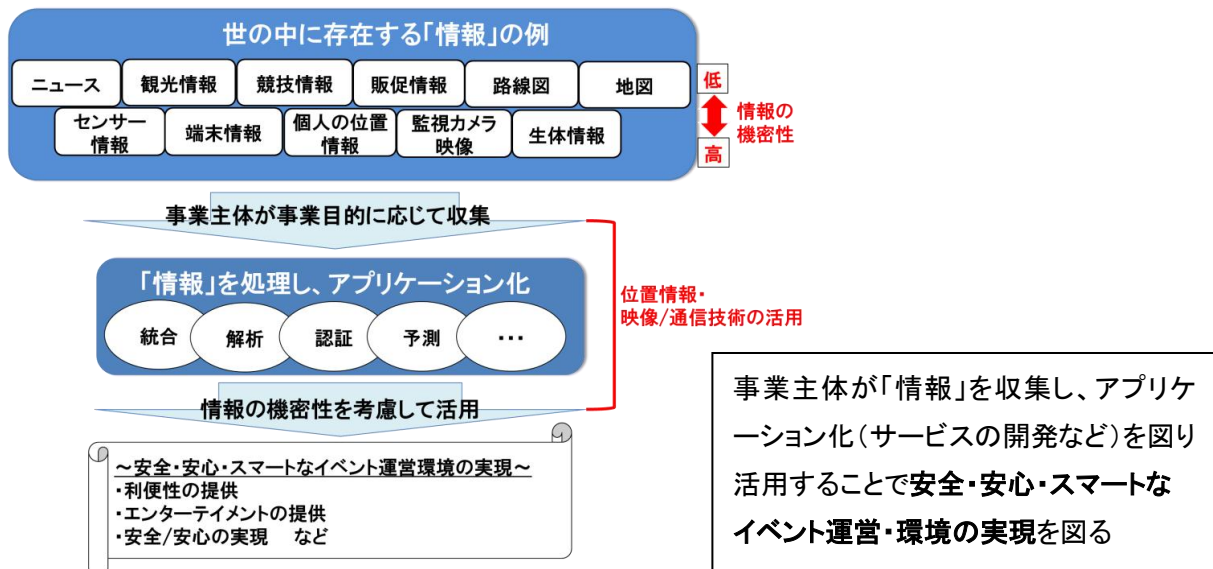 世の中に存在する「情報」の例
ニュース
観光情報
競技情報
販促情報
路線図
地図
センサー
情報
端末情報
個人の位置
情報
監視カメラ
映像
生体情報
低
高
情報の
機密性
事業主体が事業目的に応じて収集
「情報」を処理し、アプリケーション化
統合
解析
認証
予測
・・・
位置情報・
映像/通信技術の活用
情報の機密性を考慮して活用
～安全・安心・スマートなイベント運営環境の実現～
・利便性の提供
・エンターテイメントの提供
・安全/安心の実現　など
事業主体が「情報」を収集し、アプリケ
ーション化（サービスの開発など）を図り
活用することで安全・安心・スマートな
イベント運営・環境の実現を図る